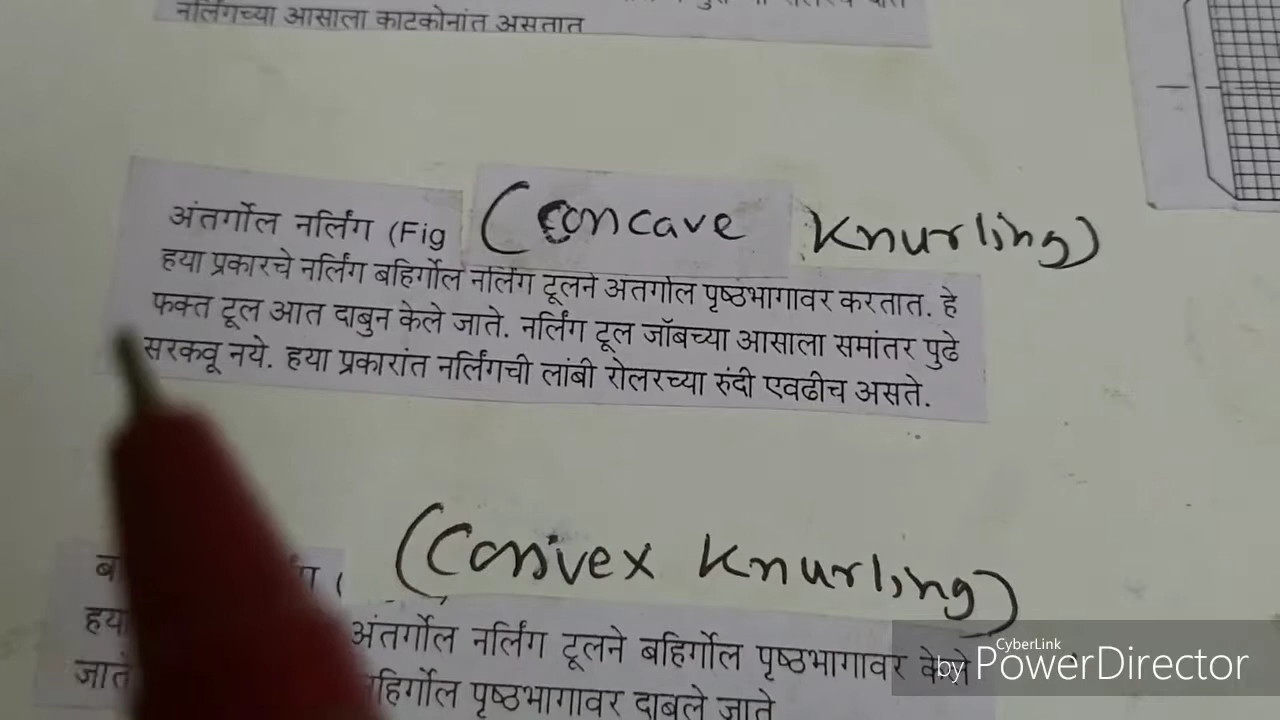 नर्लिंगच्या आसाला काटकोनांत असतात
अंतर्गोल नर्लिंग (Fig (Concave Knurling)
हया प्रकारचे नर्लिंग बहिर्गोल नर्लिंग टूलने अंतर्गोल पृष्ठभागावर करतात. हे
फक्त टूल आत दाबुन केले जाते. नर्लिंग टूल जॉबच्या आसाला समांतर पुढे
सरकवू नये. हया प्रकारांत नर्लिंगची लांबी रोलरच्या रुंदी एवढीच असते.
( (Convex Knurling)
अंतर्गोल नर्लिंग टूलने बहिर्गोल पृष्ठभागावर केले
जाते बहिर्गोल पृष्ठभागावर दाबले जाते
CyberLink
by PowerDirector